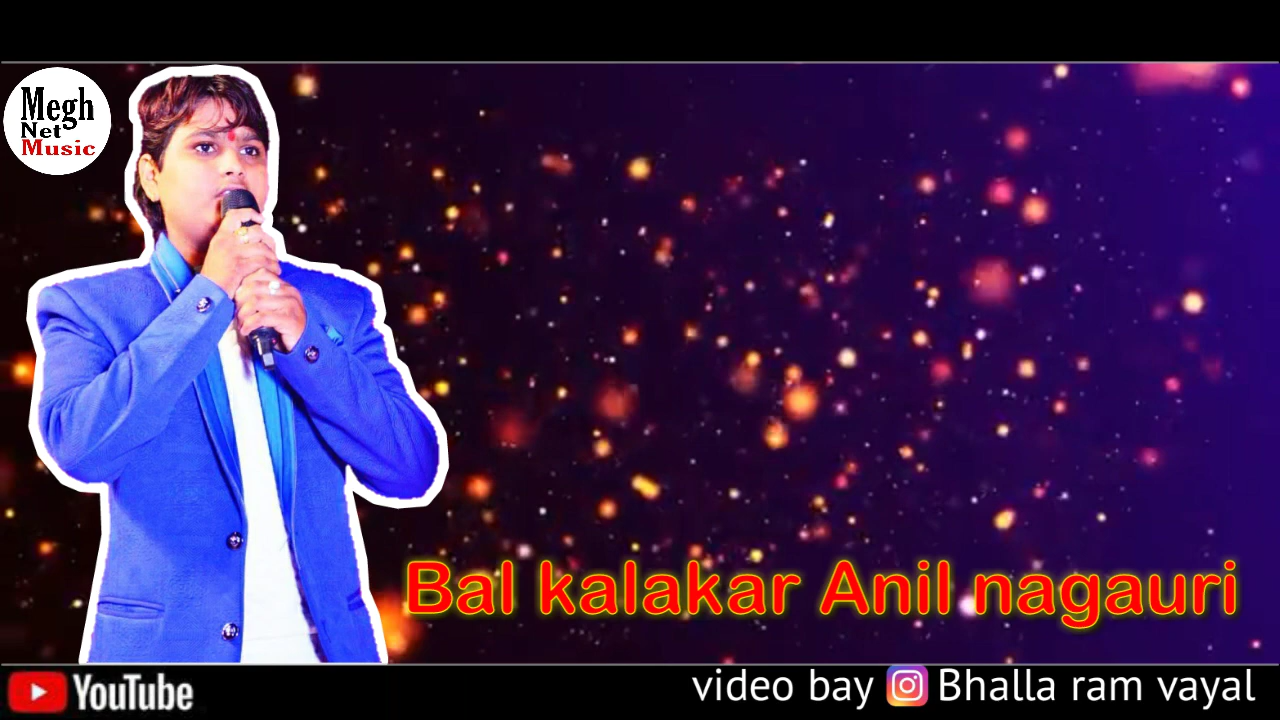 Megh
Net
Music
Bal kalakar Anil nagauri
YouTube
video bay Bhalla ram vayal